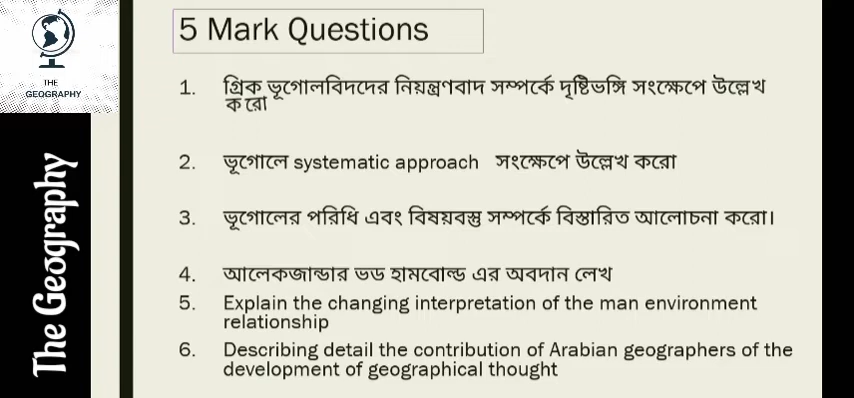 THE
GEOGRAPHY
The Geography
5 Mark Questions
1. গ্রিক ভূগোলবিদদের নিয়ন্ত্রণবাদ সম্পর্কে দৃষ্টিভঙ্গি সংক্ষেপে উল্লেখ
করো
2. ভূগোলে systematic approach সংক্ষেপে উল্লেখ করো
3. ভূগোলের পরিধি এবং বিষয়বস্তু সম্পর্কে বিস্তারিত আলোচনা করো।
4. আলেকজান্ডার ভড হামবোল্ড এর অবদান লেখ
5. Explain the changing interpretation of the man environment
relationship
6. Describing detail the contribution of Arabian geographers of the
development of geographical thought